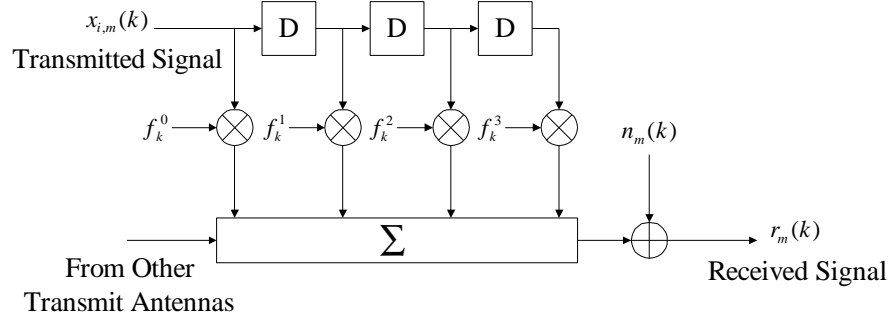 x_{i,m}(k)
Transmitted Signal
D
D
D
f_k^0
f_k^1
f_k^2
f_k^3
n_m(k)
Σ
r_m(k)
From Other
Transmit Antennas
Received Signal